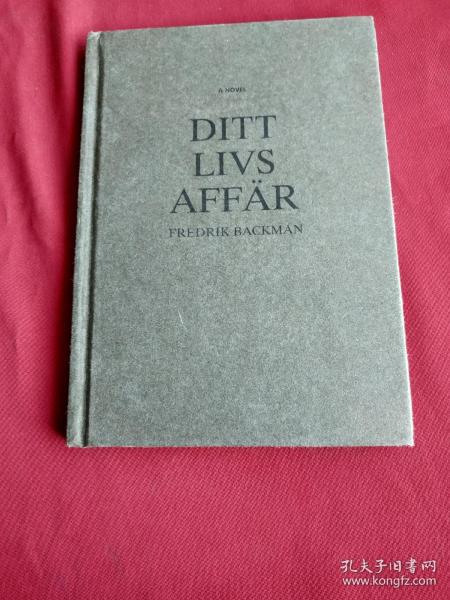 A NOVEL
DITT
LIVS
AFFÄR
FREDRIK BACKMAN
孔夫子旧书网
www.kongfz.com